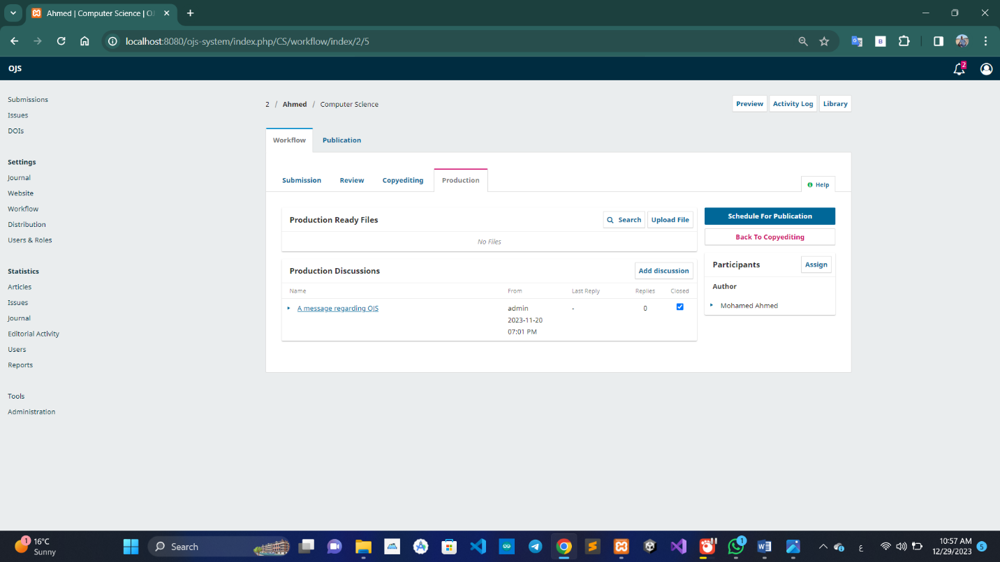 Ahmed | Computer Science | O
localhost:8080/ojs-system/index.php/CS/workflow/index/2/5
B
OJS
2
Submissions
Issues
DOIs
Settings
Journal
Website
Workflow
Distribution
Users & Roles
Statistics
Articles
Issues
Journal
Editorial Activity
Users
Reports
Tools
Administration
2 / Ahmed / Computer Science
Preview Activity Log Library
Workflow Publication
Submission Review Copyediting Production
Help
Production Ready Files Search Upload File
No Files
Production Discussions Add discussion
Name From Last Reply Replies Closed
A message regarding OJS admin - 0
2023-11-20
07:01 PM
Schedule For Publication
Back To Copyediting
Participants Assign
Author
Mohamed Ahmed
1
16°C
Sunny
Search
1
ع
10:57 AM
12/29/2023
5